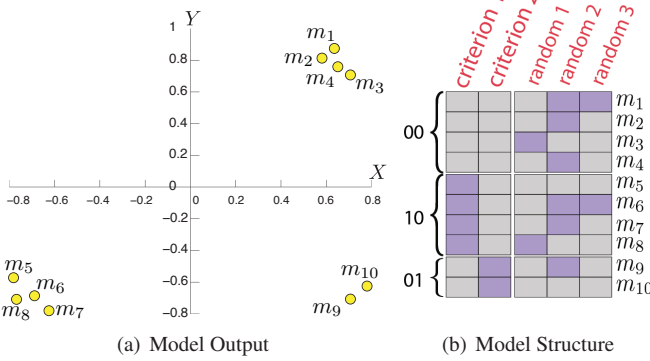 Y
X
1
0.8
0.6
0.4
0.2
0
−0.8 −0.6 −0.4 −0.2 0 0.2 0.4 0.6 0.8
−0.2
−0.4
−0.6
−0.8
m1
m2
m4
m3
m5
m6
m8
m7
m10
m9
(a) Model Output
criterion
criterion
random 1
random 2
random 3
00
m1
m2
m3
m4
10
m5
m6
m7
m8
01
m9
m10
(b) Model Structure